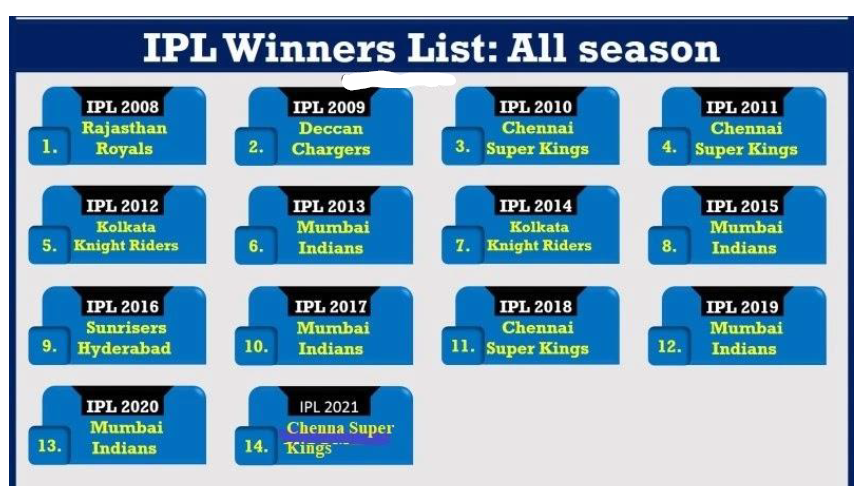 IPL Winners List: All season
IPL 2008
Rajasthan
1. Royals
IPL 2009
Deccan
2. Chargers
IPL 2010
Chennai
3. Super Kings
IPL 2011
Chennai
4. Super Kings
IPL 2012
Kolkata
5. Knight Riders
IPL 2013
Mumbai
6. Indians
IPL 2014
Kolkata
7. Knight Riders
IPL 2015
Mumbai
8. Indians
IPL 2016
Sunrisers
9. Hyderabad
IPL 2017
Mumbai
10. Indians
IPL 2018
Chennai
11. Super Kings
IPL 2019
Mumbai
12. Indians
IPL 2020
Mumbai
13. Indians
IPL 2021
Chenna Super
14. Kings